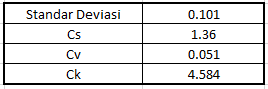 Standar Deviasi 0.101
Cs 1.36
Cv 0.051
Ck 4.584